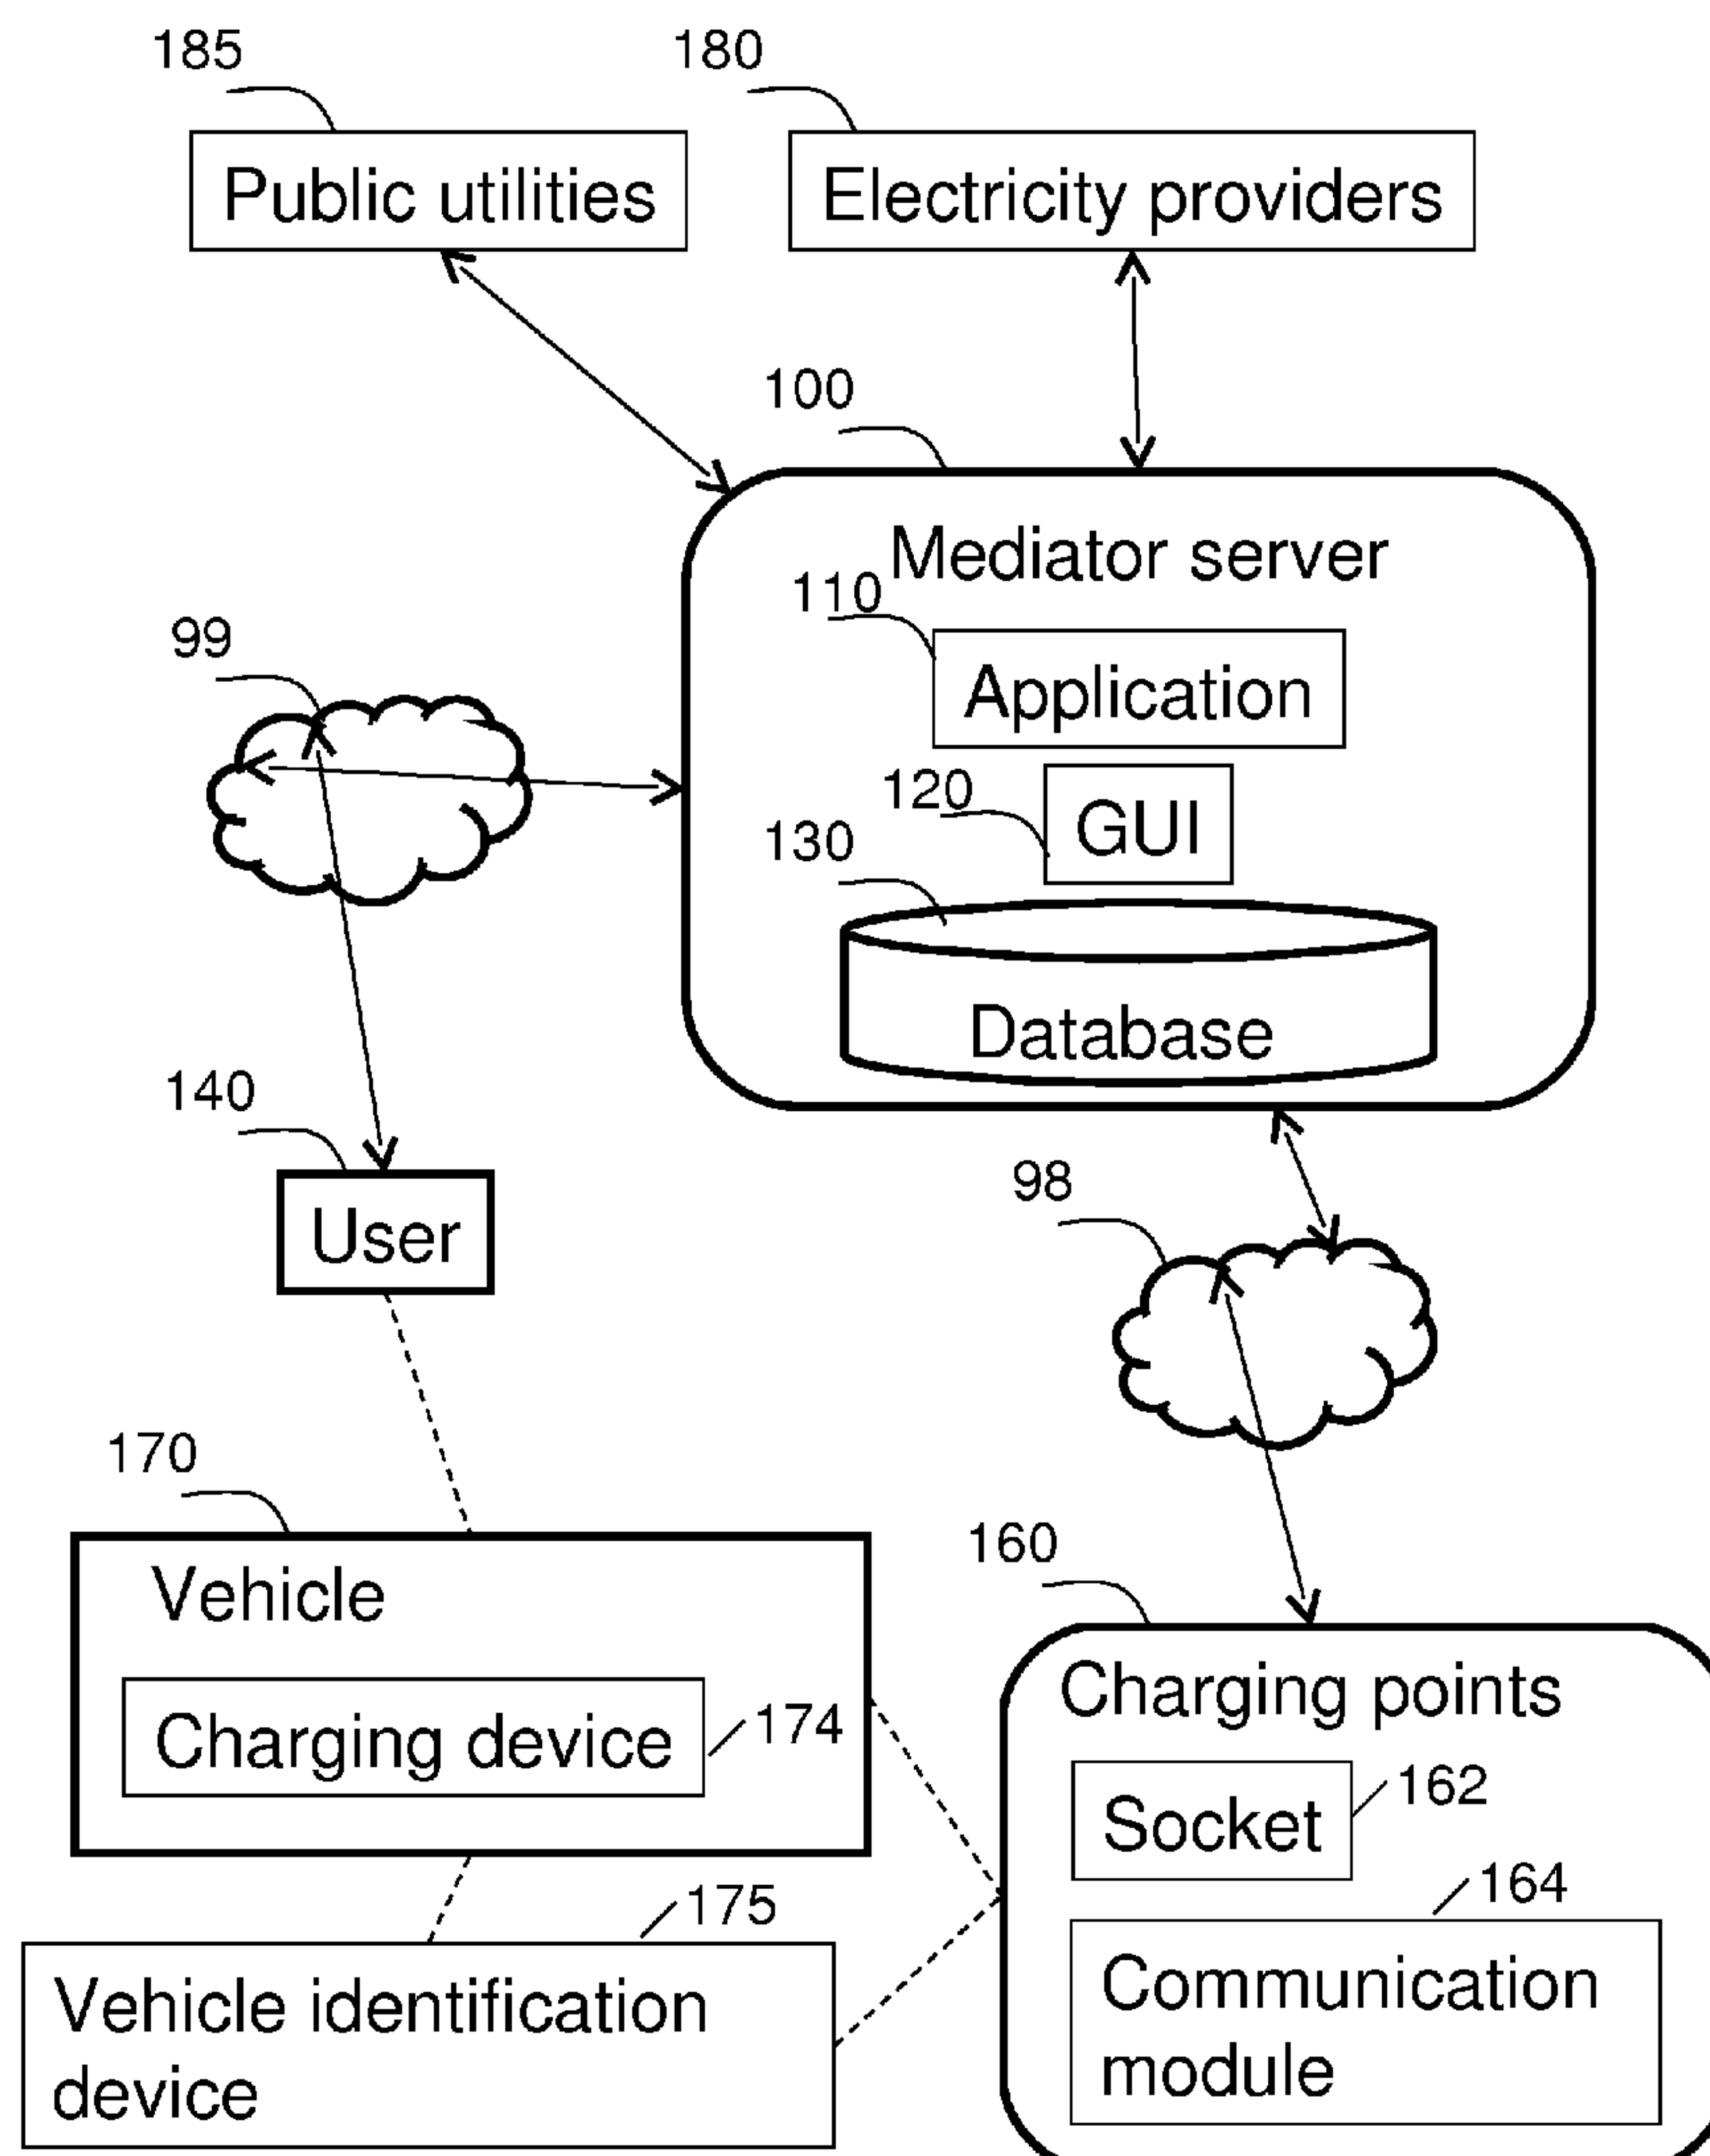 185
180
Public utilities
Electricity providers
100
Mediator server
110
99
Application
120
GUI
130
Database
140
98
User
170
160
Vehicle
Charging points
Charging device
174
162
Socket
164
175
Communication
module
Vehicle identification
device